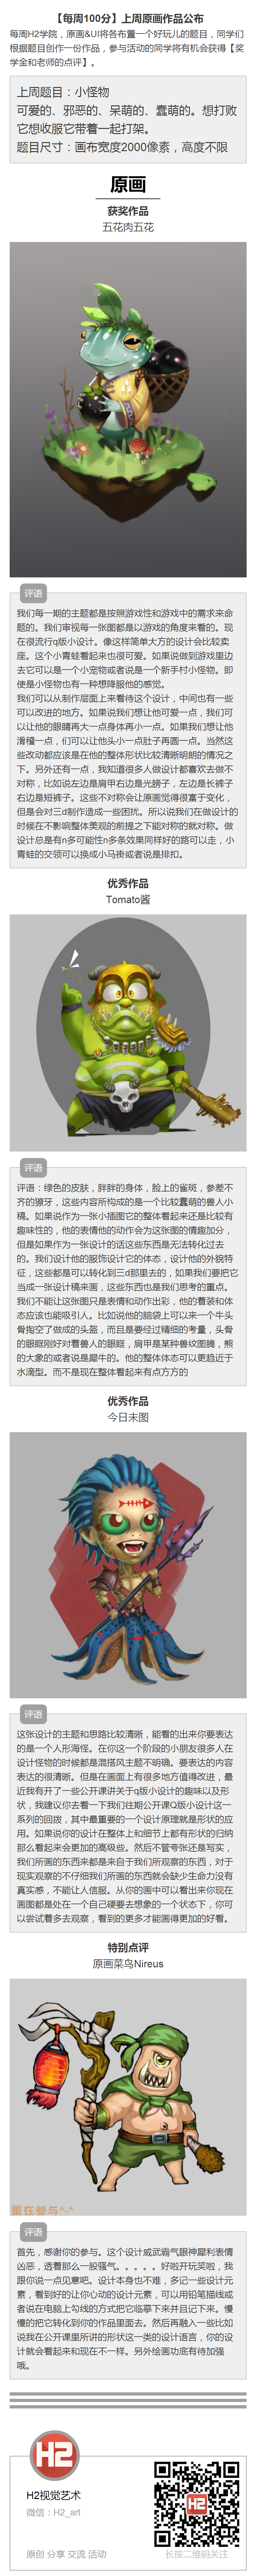 【每周100分】上周原画作品公布
每周H2学院，原画&UI将各布置一个好玩儿的题目，同学们
根据题目创作一份作品，参与活动的同学将有机会获得【奖
学金和老师的点评】。
上周题目：小怪物
可爱的、邪恶的、呆萌的、蠢萌的。想打败
它想收服它带着一起打架。
题目尺寸：画布宽度2000像素，高度不限
原画
获奖作品
五花肉五花
评语
我们每一期的主题都是按照游戏性和游戏中的需求来命
题的。我们审视每一张图都是以游戏的角度来看的。现
在很流行q版小设计。像这样简单大方的设计会比较卖
座。这个小青蛙看起来也很可爱。如果说做到游戏里边
去它可以是一个小宠物或者说是一个新手村小怪物。即
使是小怪物也有一种想降服他的感觉。
我们可以从制作层面上来看待这个设计，中间也有一些
可以改进的地方。如果说我们想让他可爱一点，我们可
以让他的眼睛再大一点身体再小一点。如果我们想让他
滑稽一点，们可以让他头小一点肚子再圆一点。当然这
些改动都应该是在他的整体形状比较清晰明朗的情况之
下。另外还有一点，我知道很多人做设计都喜欢去做不
对称，比如说左边是肩甲右边是光膀子，左边是长裤子
右边是短裤子。这些不对称会让原画觉得很富于变化，
但是会对三d制作造成一些困扰。所以说我们在做设计的
时候在不影响整体美观的前提之下能对称的就对称。做
设计总是有n多可能性n多条效果同样好的路可以走，小
青蛙的交领可以换成小马褂或者说是排扣。
优秀作品
Tomato酱
评语
评语：绿色的皮肤，胖胖的身体，脸上的雀斑，参差不
齐的獠牙，这些内容所构成的是一个比较蠢萌的兽人小
稿。如果说作为一张小插图它的整体看起来还是比较有
趣味性的，他的表情他的动作会为这张图的情趣加分，
但是如果作为一张设计的话这些东西是无法转化过去
的。我们设计他的服饰设计它的体态，设计他的外貌特
征，这些都是可以转化到三d那里去的，如果我们要把它
当成一张设计稿来画，这些东西也是我们思考的重点。
我们不能让这张图只是表情和动作出彩，他的着装和体
态应该也能吸引人。比如说他的脑袋上可以来一个牛头
骨掏空了做成的头盔，而且是要经过精细的考量，头骨
的眼眶刚好对着兽人的眼眶，肩甲是某种兽纹图腾，熊
的大象的或者说是犀牛的。他的整体体态可以更趋近于
水滴型。而不是现在整体看起来有点方方的
优秀作品
今日未图
评语
这张设计的主题和思路比较清晰，能看的出来你要表达
的是一个人形海怪。在你这一个阶段的小朋友很多人在
设计怪物的时候都是混搭风主题不明确。要表达的内容
表达的很清晰。但是在画面上有很多地方值得改进，最
近我有开了一些公开课讲关于q版小设计的趣味以及形
状，我建议你去看一下我们往期公开课Q版小设计这一
系列的回拨，其中最重要的一个设计原理就是形状的应
用。如果说你的设计在整体上和细节上都有形状的归纳
那么看起来会更加的高级些。然后不管夸张还是写实，
我们所画的东西来都是来自于我们所观察的东西，对于
现实观察的不仔细我们所画的东西就会缺少生命力没有
真实感，不能让人信服。从你的画中可以看出来你现在
画图都是处在一个自己硬要去想象的一个状态下，你可
以尝试着多去观察，看到的更多才能画得更加的好看。
特别点评
原画菜鸟Nireus
重在参与^-^
评语
首先，感谢你的参与。这个设计威武霸气眼神犀利表情
凶恶，透着那么一股骚气。。。。。好啦开玩笑啦，我
跟你说一点见意吧。设计本身也不难，多记一些设计元
素，看到好的让你心动的设计元素，可以用铅笔描线或
者说在电脑上勾线的方式把它临摹下来并且记下来。慢
慢的把它转化到你的作品里面去。然后再融入一些比如
说我在公开课里所讲的形状这一类的设计语言，你的设
计就会看起来和现在不一样。另外绘画功底有待加强
哦。
H2
H2视觉艺术
微信：H2_art
原创 分享 交流 活动
长按二维码关注